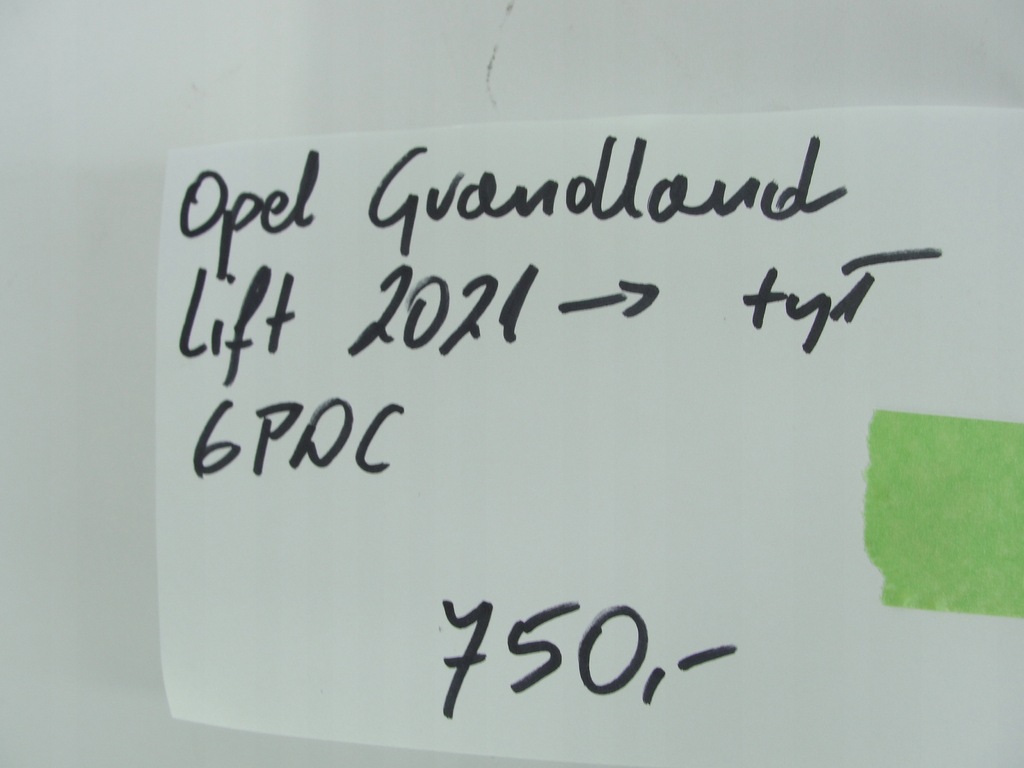 Opel Grandland
Lift 2021 → tył
6PDC
750,-